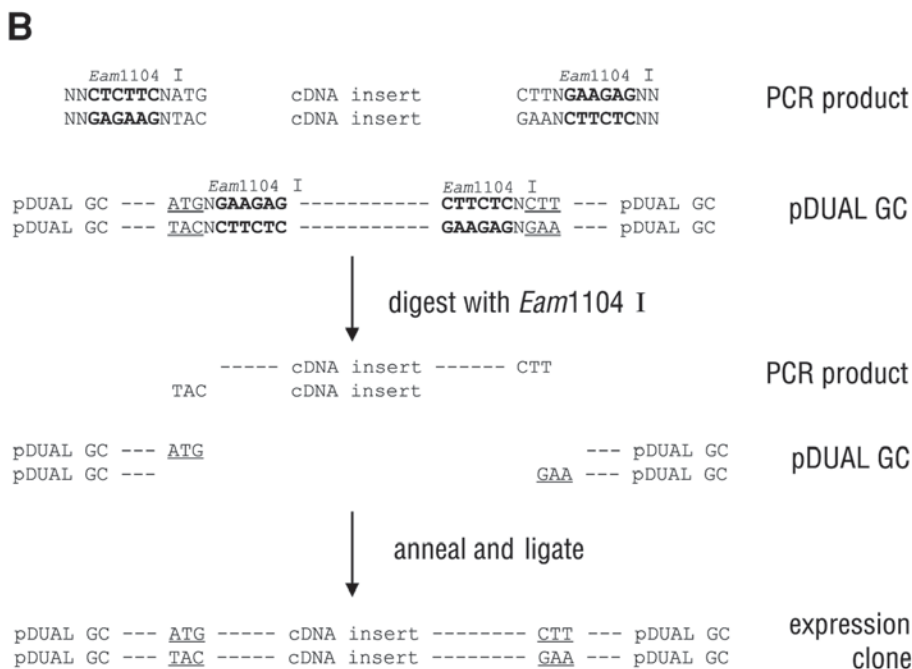 B
Eam1104 I Eam1104 I
NNCTCTTCNATG cDNA insert CTTNGAAGAGNN PCR product
NNGAGAAGNTAC cDNA insert GAANCTTCTCNN
Eam1104 I Eam1104 I
pDUAL GC --- ATGNGAAGAG ----------- CTTCTCNCTT --- pDUAL GC pDUAL GC
pDUAL GC --- TACNCTTCTC ----------- GAAGAGNGAA --- pDUAL GC
digest with Eam1104 I
----- cDNA insert ------ CTT PCR product
TAC cDNA insert
pDUAL GC --- ATG --- pDUAL GC pDUAL GC
pDUAL GC --- GAA --- pDUAL GC
anneal and ligate
pDUAL GC --- ATG ----- cDNA insert -------- CTT --- pDUAL GC expression
pDUAL GC --- TAC ----- cDNA insert -------- GAA --- pDUAL GC clone